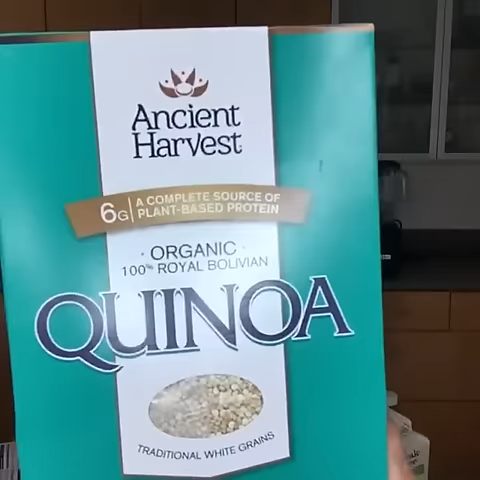 Ancient
Harvest
6G | A COMPLETE SOURCE OF
PLANT-BASED PROTEIN
· ORGANIC ·
100% ROYAL BOLIVIAN
QUINOA
TRADITIONAL WHITE GRAINS